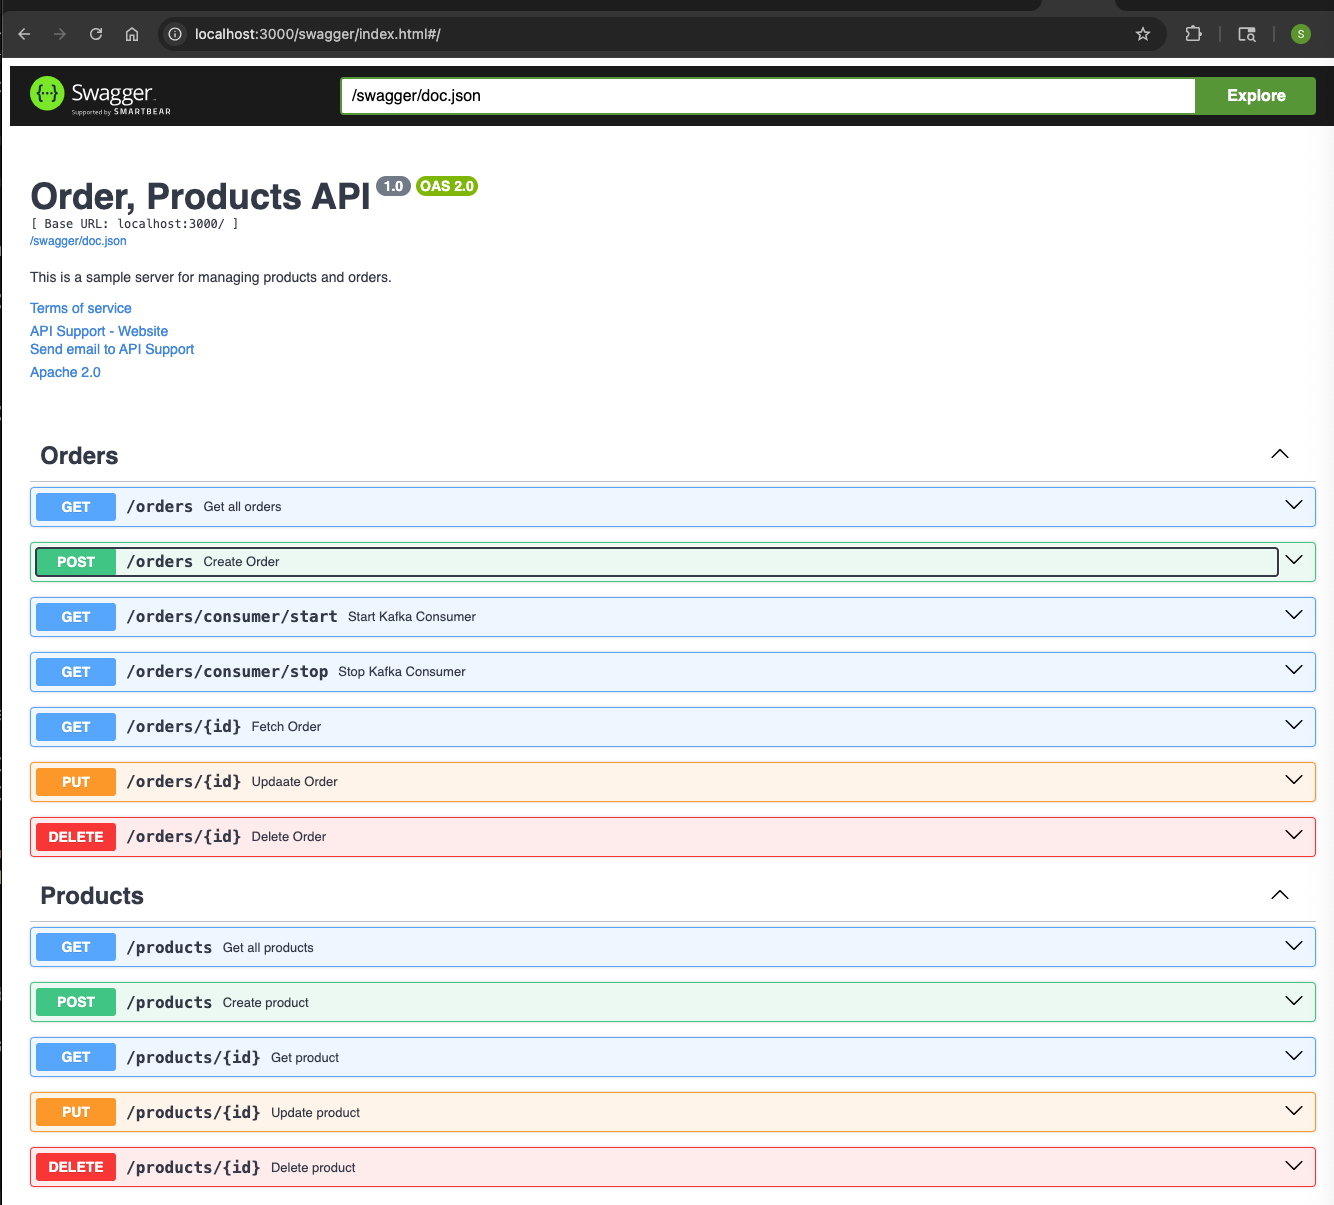 localhost:3000/swagger/index.html#/
S
{··} Swagger.
Supported by SMARTBEAR
/swagger/doc.json
Explore
Order, Products API 1.0 OAS 2.0
[ Base URL: localhost:3000/ ]
/swagger/doc.json
This is a sample server for managing products and orders.
Terms of service
API Support - Website
Send email to API Support
Apache 2.0
Orders
GET /orders Get all orders
POST /orders Create Order
GET /orders/consumer/start Start Kafka Consumer
GET /orders/consumer/stop Stop Kafka Consumer
GET /orders/{id} Fetch Order
PUT /orders/{id} Updaate Order
DELETE /orders/{id} Delete Order
Products
GET /products Get all products
POST /products Create product
GET /products/{id} Get product
PUT /products/{id} Update product
DELETE /products/{id} Delete product